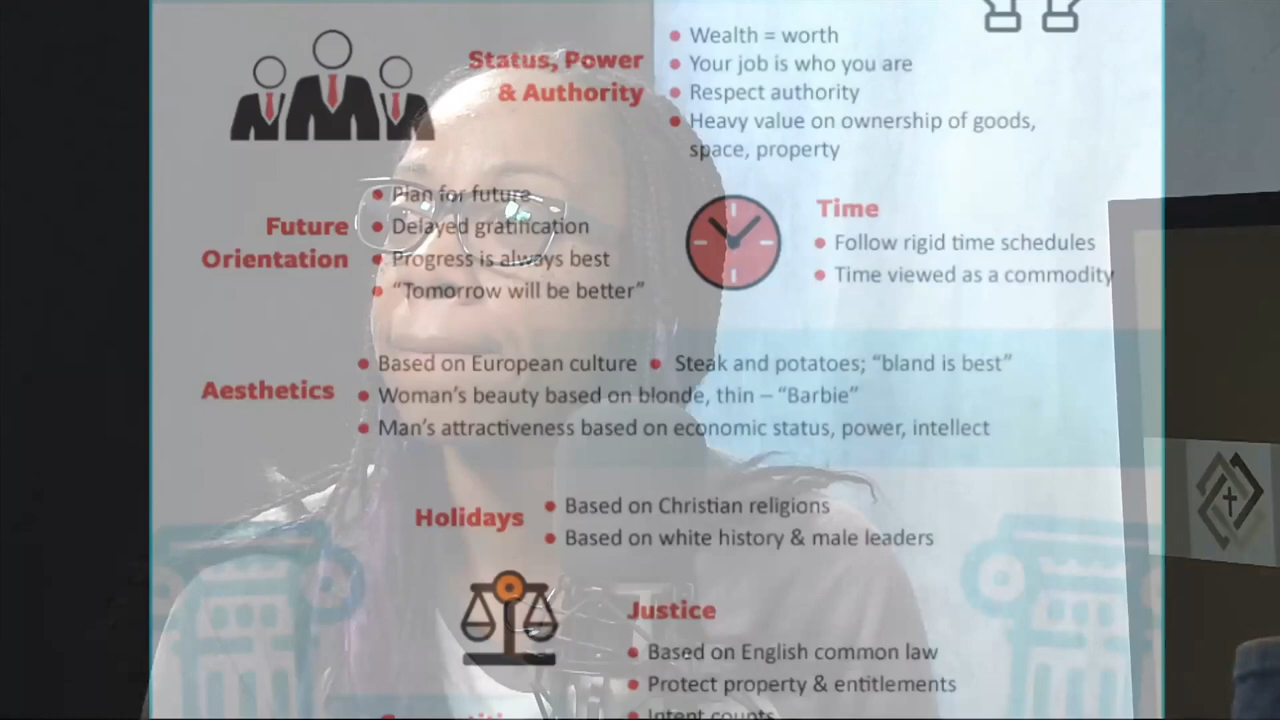 Status, Power
& Authority
• Wealth = worth
• Your job is who you are
• Respect authority
• Heavy value on ownership of goods,
space, property
Future
Orientation
• Plan for future
• Delayed gratification
• Progress is always best
• “Tomorrow will be better”
Time
• Follow rigid time schedules
• Time viewed as a commodity
Aesthetics
• Based on European culture • Steak and potatoes; “bland is best”
• Woman’s beauty based on blonde, thin – “Barbie”
• Man’s attractiveness based on economic status, power, intellect
Holidays
• Based on Christian religions
• Based on white history & male leaders
Justice
• Based on English common law
• Protect property & entitlements
• Intent counts